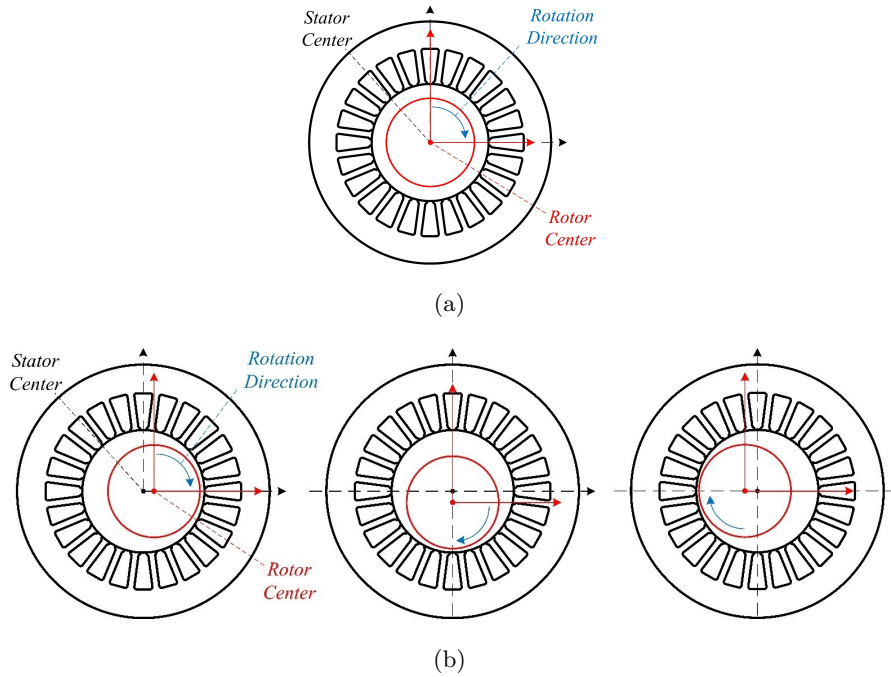 Stator
Center
Rotation
Direction
Rotor
Center
(a)
Stator
Center
Rotation
Direction
Rotor
Center
(b)